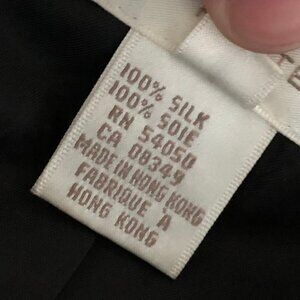 100% SILK
100% SOIE
RN 54050
CA 08349
MADE IN HONG KONG
FABRIQUE A
HONG KONG